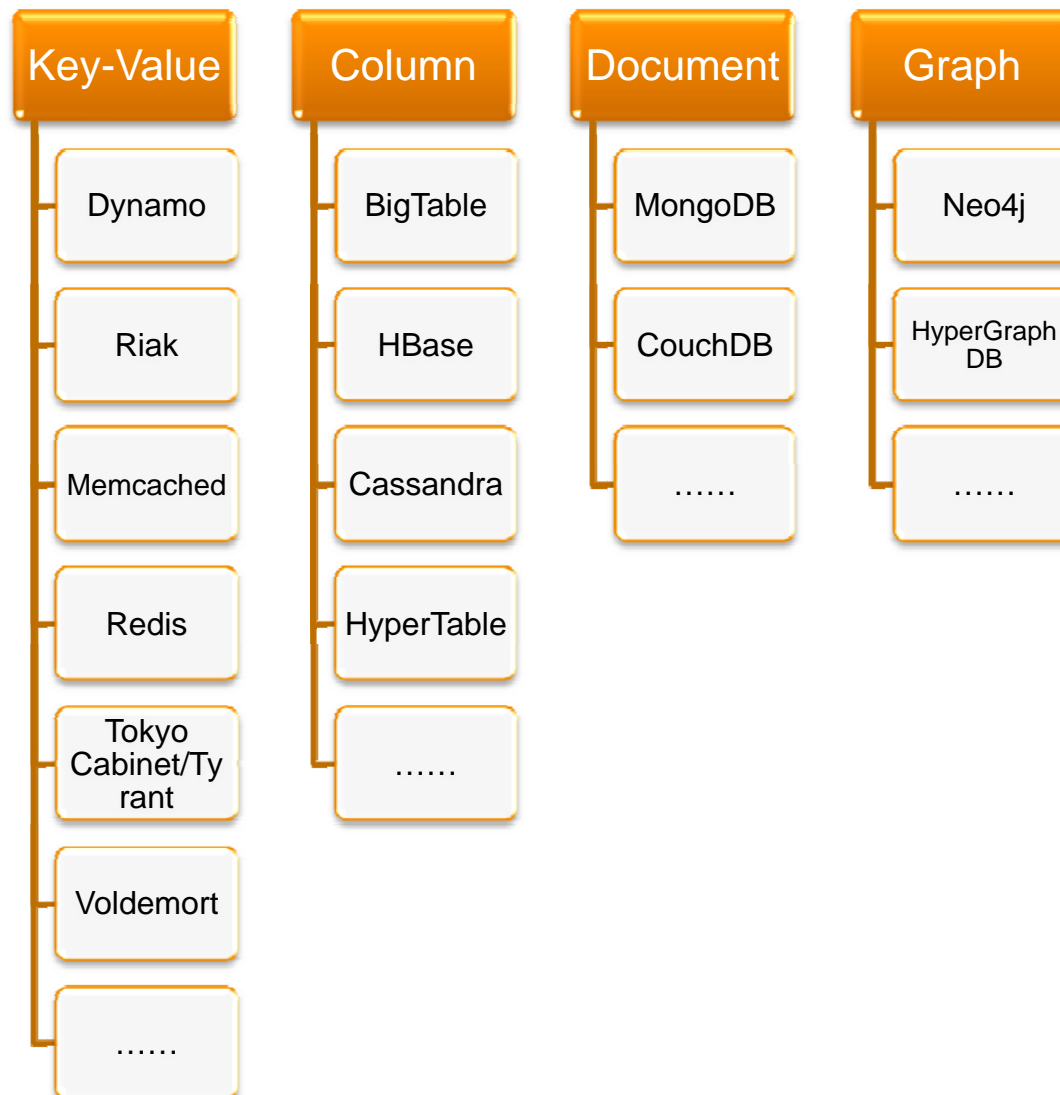 Key-Value
Dynamo
Riak
Memcached
Redis
Tokyo
Cabinet/Ty
rant
Voldemort
……
Column
BigTable
HBase
Cassandra
HyperTable
……
Document
MongoDB
CouchDB
……
Graph
Neo4j
HyperGraph
DB
……